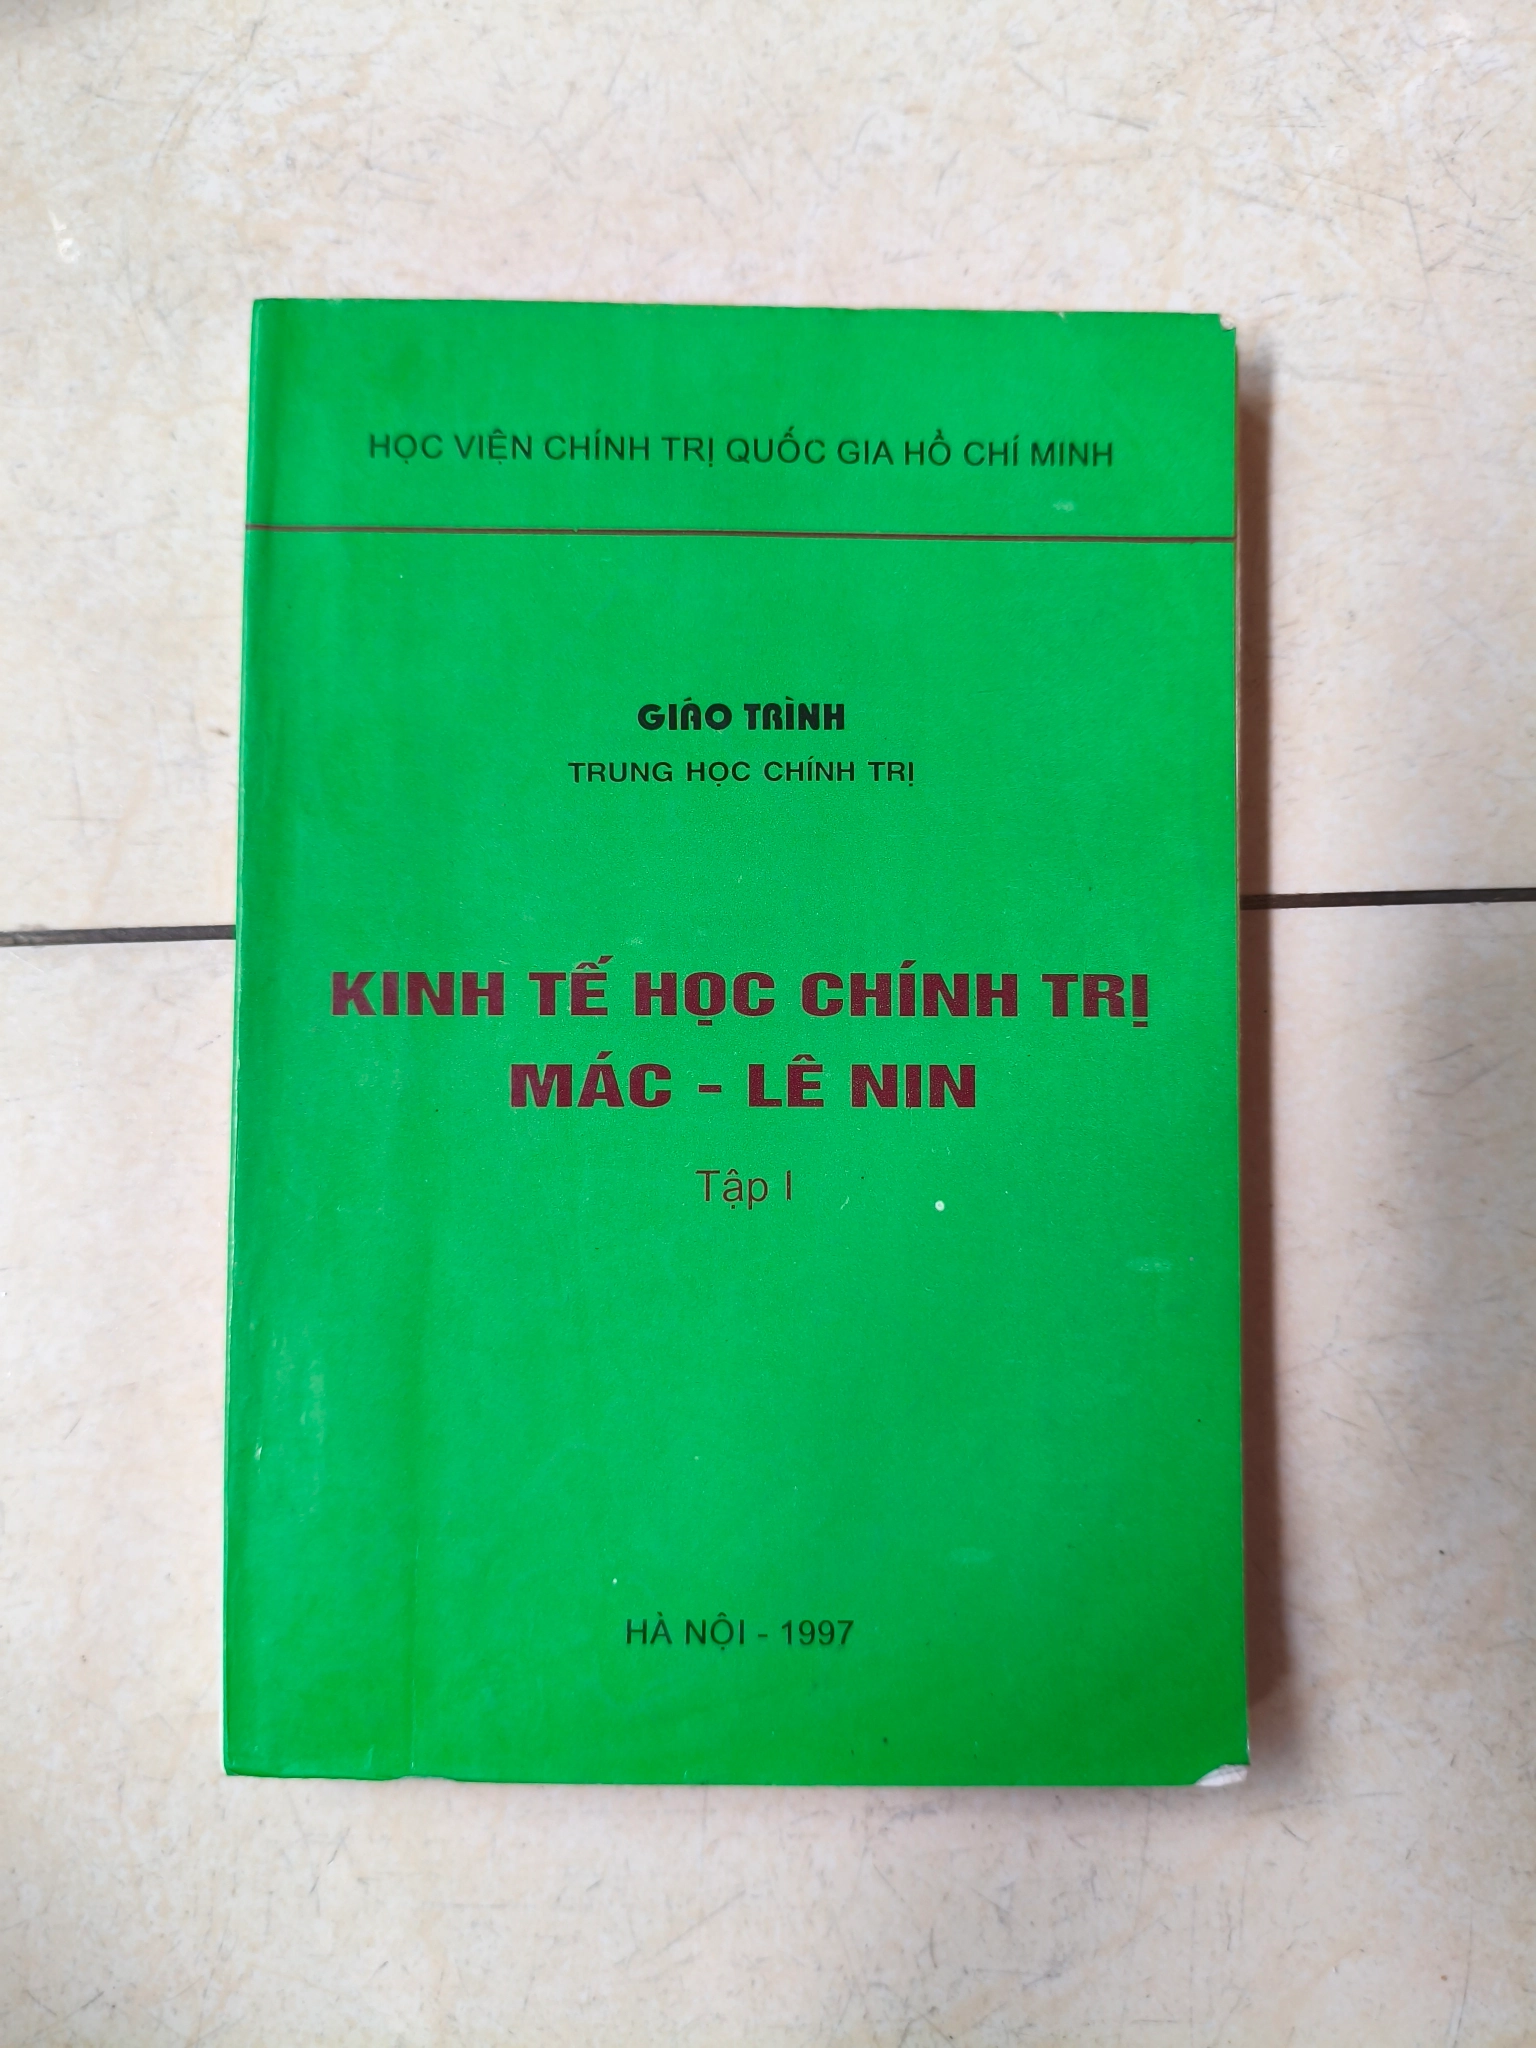 HỌC VIỆN CHÍNH TRỊ QUỐC GIA HỒ CHÍ MINH
GIÁO TRÌNH
TRUNG HỌC CHÍNH TRỊ
KINH TẾ HỌC CHÍNH TRỊ
MÁC - LÊ NIN
Tập I
HÀ NỘI - 1997